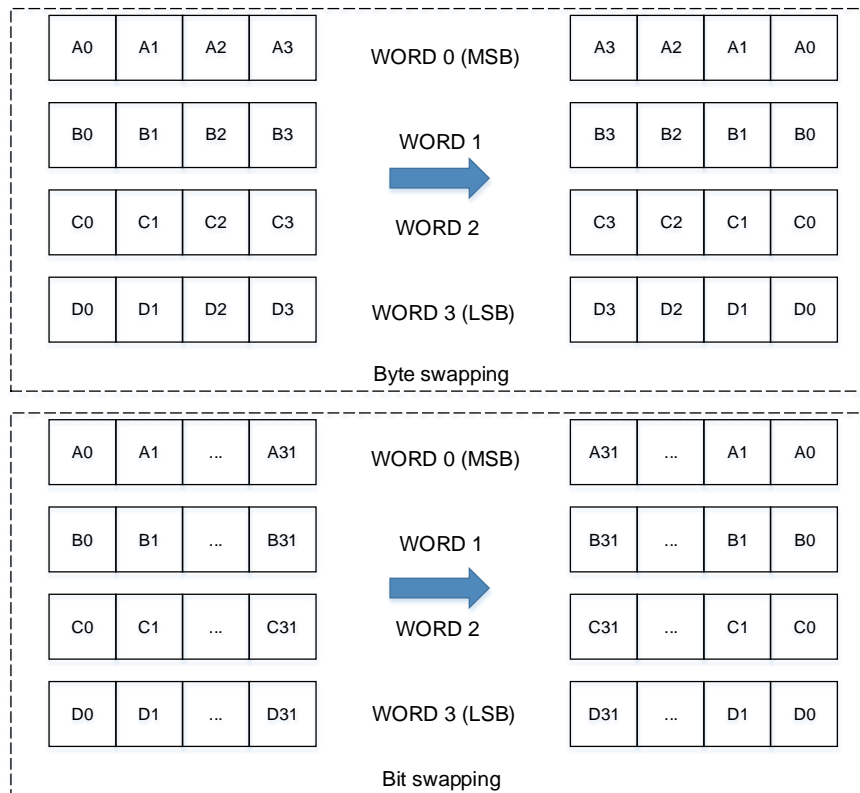 A0 A1 A2 A3 WORD 0 (MSB) A3 A2 A1 A0
B0 B1 B2 B3 WORD 1 B3 B2 B1 B0
C0 C1 C2 C3 WORD 2 C3 C2 C1 C0
D0 D1 D2 D3 WORD 3 (LSB) D3 D2 D1 D0
Byte swapping
A0 A1 ... A31 WORD 0 (MSB) A31 ... A1 A0
B0 B1 ... B31 WORD 1 B31 ... B1 B0
C0 C1 ... C31 WORD 2 C31 ... C1 C0
D0 D1 ... D31 WORD 3 (LSB) D31 ... D1 D0
Bit swapping